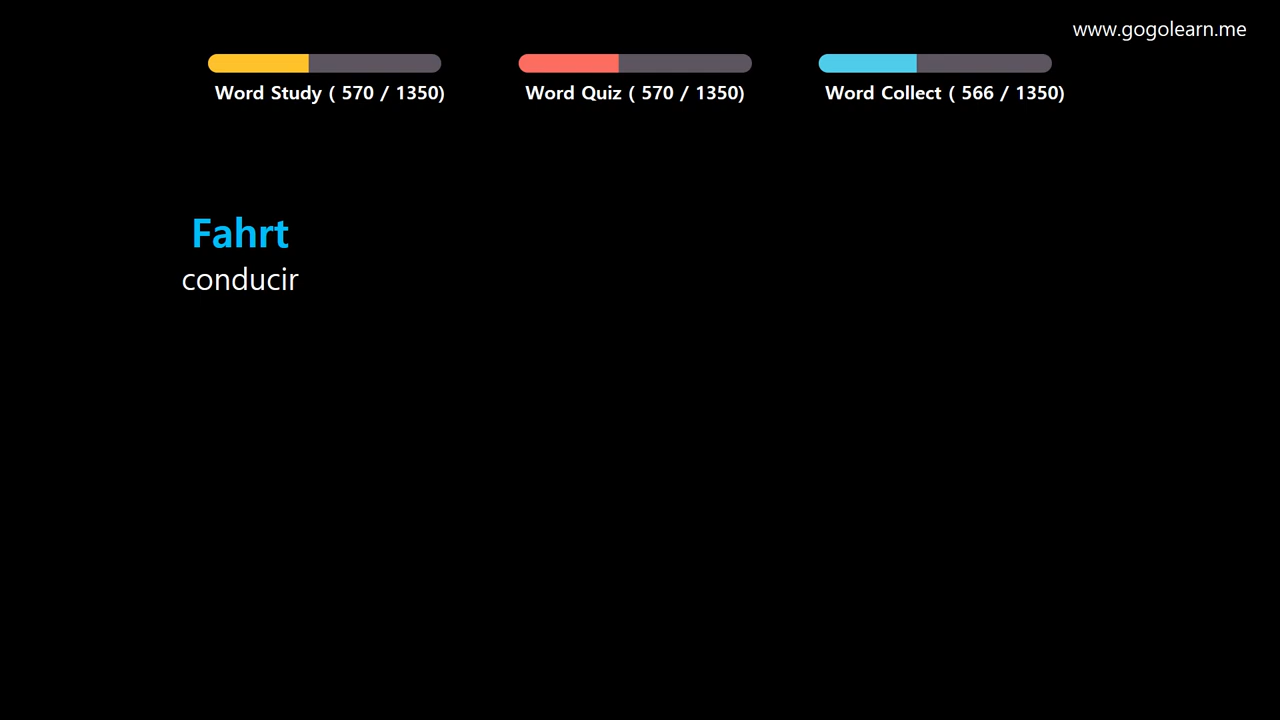 www.gogolearn.me
Word Study ( 570 / 1350)
Word Quiz ( 570 / 1350)
Word Collect ( 566 / 1350)
Fahrt
conducir